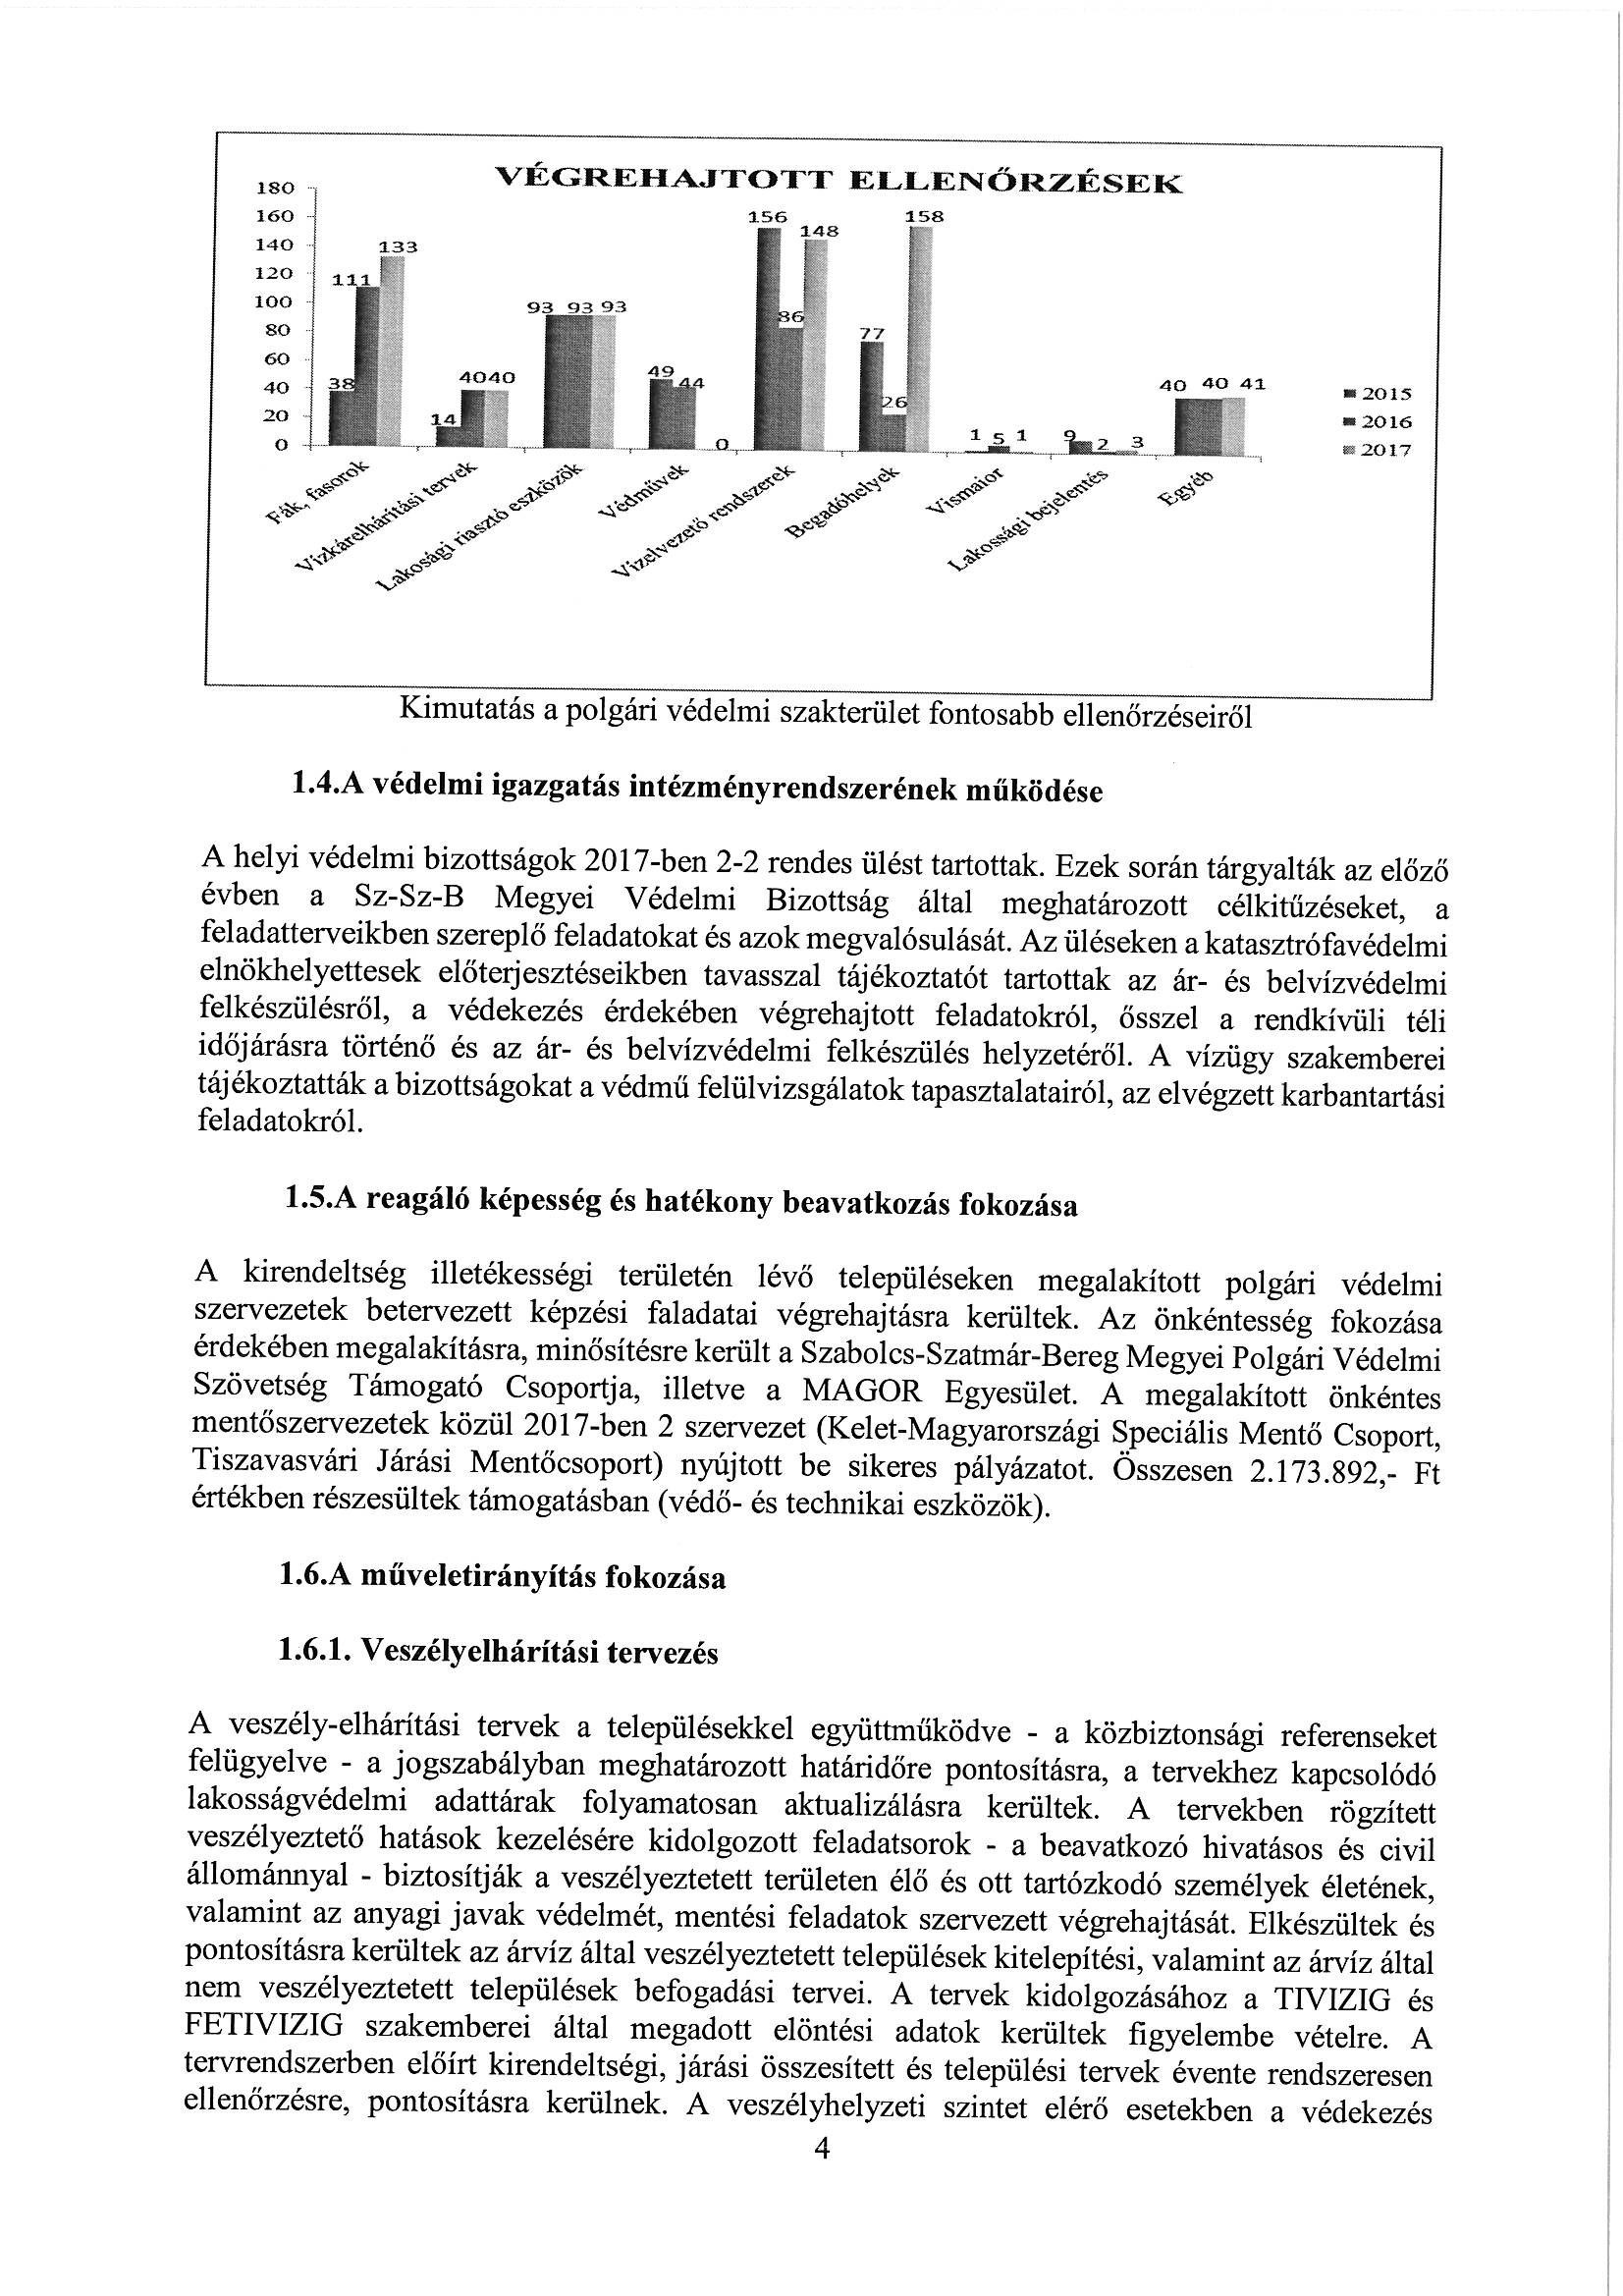 VÉGREHAJTOTT ELLENŐRZÉSEK
180
160
140
120
100
80
60
40
20
0
38 111 133
14 40 40
93 93 93
49 44 0
156 86 148
77 26 158
1 5 1
9 2 3
40 40 41
2015
2016
2017
Fák, fasorok
Vízkárelhárítási tervek
Lakosági riasztó eszközök
Védművek
Vízelvezető rendszerek
Begadóhelyek
Vismaior
Lakossági bejelentés
Egyéb
Kimutatás a polgári védelmi szakterület fontosabb ellenőrzéseiről
1.4.A védelmi igazgatás intézményrendszerének működése
A helyi védelmi bizottságok 2017-ben 2-2 rendes ülést tartottak. Ezek során tárgyalták az előző
évben a Sz-Sz-B Megyei Védelmi Bizottság által meghatározott célkitűzéseket, a
feladatterveikben szereplő feladatokat és azok megvalósulását. Az üléseken a katasztrófavédelmi
elnökhelyettesek előterjesztéseikben tavasszal tájékoztatót tartottak az ár- és belvízvédelmi
felkészülésről, a védekezés érdekében végrehajtott feladatokról, ősszel a rendkívüli téli
időjárásra történő és az ár- és belvízvédelmi felkészülés helyzetéről. A vízügy szakemberei
tájékoztatták a bizottságokat a védmű felülvizsgálatok tapasztalatairól, az elvégzett karbantartási
feladatokról.
1.5.A reagáló képesség és hatékony beavatkozás fokozása
A kirendeltség illetékességi területén lévő településeken megalakított polgári védelmi
szervezetek betervezett képzési faladatai végrehajtásra kerültek. Az önkéntesség fokozása
érdekében megalakításra, minősítésre került a Szabolcs-Szatmár-Bereg Megyei Polgári Védelmi
Szövetség Támogató Csoportja, illetve a MAGOR Egyesület. A megalakított önkéntes
mentőszervezetek közül 2017-ben 2 szervezet (Kelet-Magyarországi Speciális Mentő Csoport,
Tiszavasvári Járási Mentőcsoport) nyújtott be sikeres pályázatot. Összesen 2.173.892,- Ft
értékben részesültek támogatásban (védő- és technikai eszközök).
1.6.A műveletirányítás fokozása
1.6.1. Veszélyelhárítási tervezés
A veszély-elhárítási tervek a településekkel együttműködve - a közbiztonsági referenseket
felügyelve - a jogszabályban meghatározott határidőre pontosításra, a tervekhez kapcsolódó
lakosságvédelmi adattárak folyamatosan aktualizálásra kerültek. A tervekben rögzített
veszélyeztető hatások kezelésére kidolgozott feladatsorok - a beavatkozó hivatásos és civil
állománnyal - biztosítják a veszélyeztetett területen élő és ott tartózkodó személyek életének,
valamint az anyagi javak védelmét, mentési feladatok szervezett végrehajtását. Elkészültek és
pontosításra kerültek az árvíz által veszélyeztetett települések kitelepítési, valamint az árvíz által
nem veszélyeztetett települések befogadási tervei. A tervek kidolgozásához a TIVIZIG és
FETIVIZIG szakemberei által megadott elöntési adatok kerültek figyelembe vételre. A
tervrendszerben előírt kirendeltségi, járási összesített és települési tervek évente rendszeresen
ellenőrzésre, pontosításra kerülnek. A veszélyhelyzeti szintet elérő esetekben a védekezés
4